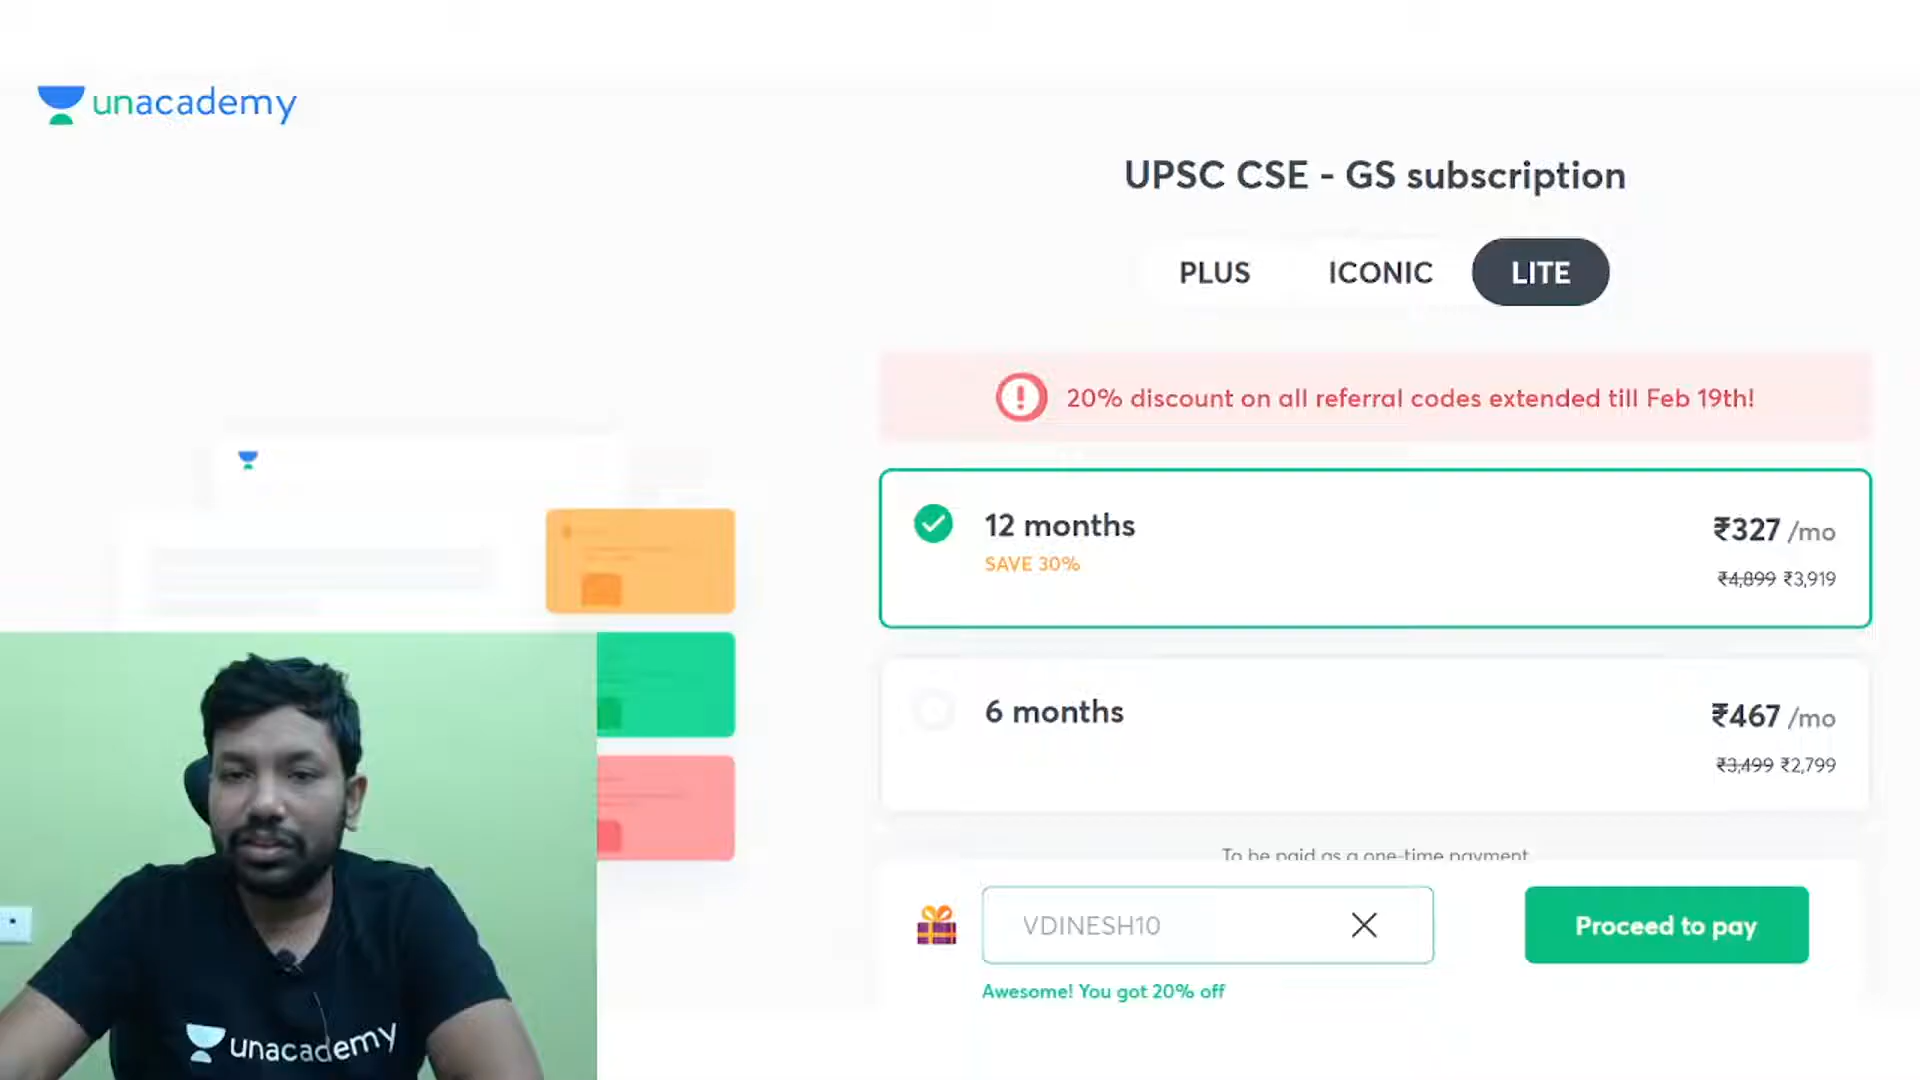 unacademy
UPSC CSE - GS subscription
PLUS ICONIC LITE
20% discount on all referral codes extended till Feb 19th!
12 months
₹327 /mo
SAVE 30%
₹4,899 ₹3,919
6 months
₹467 /mo
₹3,499 ₹2,799
To be paid as a one-time payment
VDINESH10
Proceed to pay
Awesome! You got 20% off
unacademy